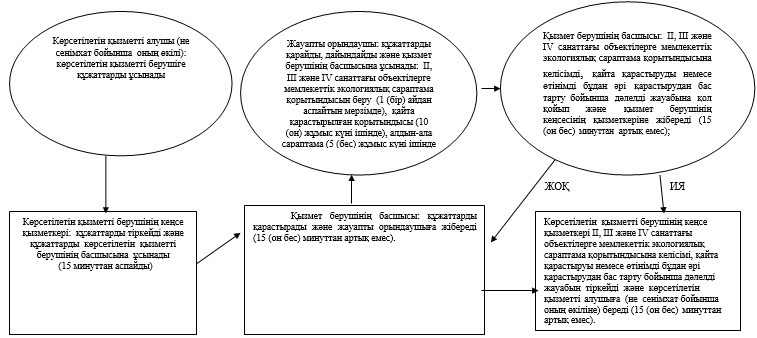 Көрсетілетін қызметті алушы (не
сенімхат бойынша оның өкілі):
көрсетілетін қызметті берушіге
құжаттарды ұсынады
Жауапты орындаушы: құжаттарды
қарайды, дайындайды және қызмет
берушінің басшысына ұсынады: II,
III және IV санаттағы объектілерге
мемлекеттік экологиялық сараптама
қорытындысын беру (1 (бір) айдан
аспайтын мерзімде), қайта
қарастырылған қорытындысы (10
(он) жұмыс күні ішінде), алдын-ала
сараптама (5 (бес) жұмыс күні ішінде
Қызмет берушінің басшысы: II, III және
IV санаттағы объектілерге мемлекеттік
экологиялық сараптама қорытындысына
келісімді, қайта қарастыруды немесе
өтінімді бұдан әрі қарастырудан бас
тарту бойынша дәлелді жауабына қол
қойып және қызмет берушінің
кеңсесінің қызметкеріне жібереді (15
(он бес) минуттан артық емес);
ЖОҚ
ИЯ
Көрсетілетін қызметті берушінің кеңсе
қызметкері: құжаттарды тіркейді және
құжаттарды көрсетілетін қызметті
берушінің басшысына ұсынады
(15 минуттан аспайды)
Қызмет берушінің басшысы: құжаттарды
қарастырады және жауапты орындаушыға жібереді
(15 (он бес) минуттан артық емес).
Көрсетілетін қызметті берушінің кеңсе
қызметкері II, III және IV санаттағы
объектілерге мемлекеттік экологиялық
сараптама қорытындысына келісімі, қайта
қарастыруы немесе өтінімді бұдан әрі
қарастырудан бас тарту бойынша дәлелді
жауабын тіркейді және көрсетілетін
қызметті алушыға (не сенімхат бойынша
оның өкіліне) береді (15 (он бес) минуттан
артық емес).